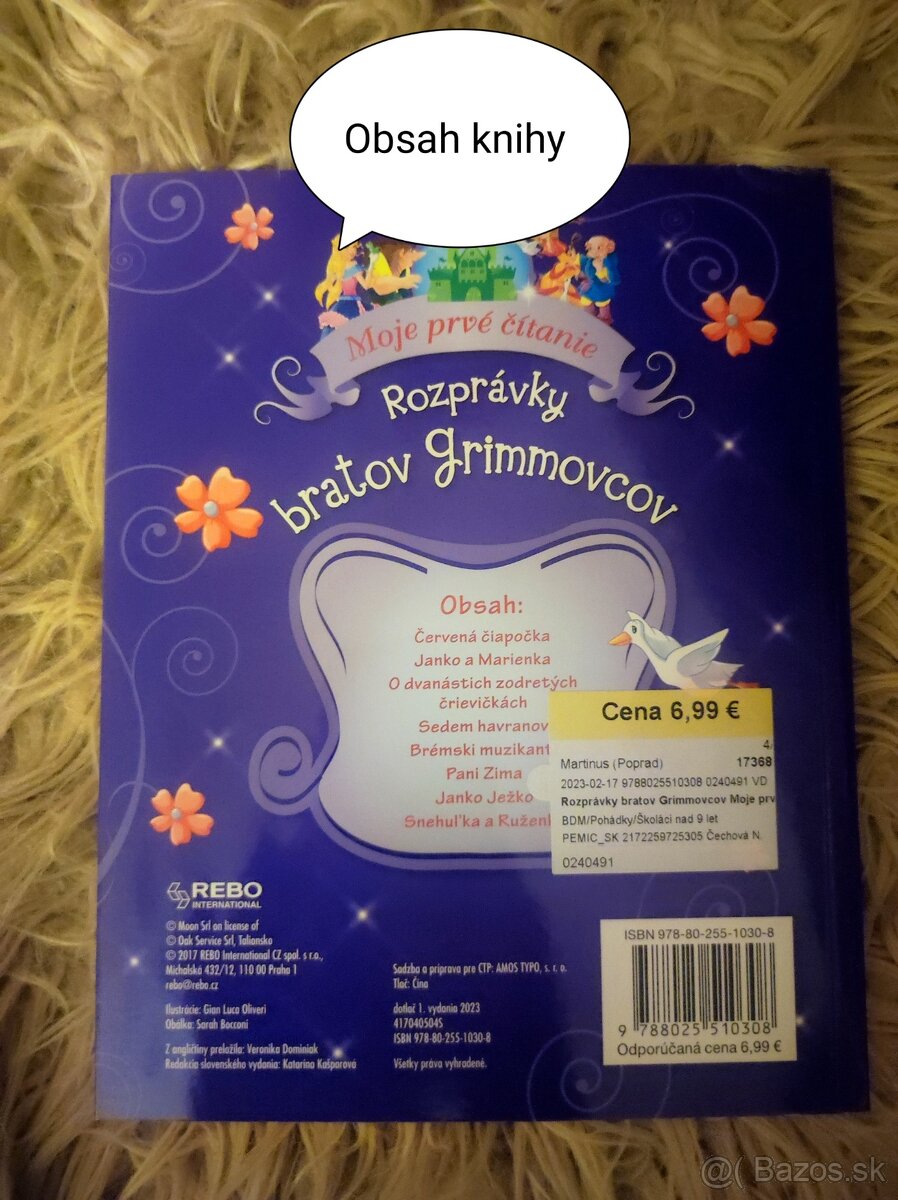 Obsah knihy
Moje prvé čítanie
Rozprávky
bratov Grimmovcov
Obsah:
Červená čiapočka
Janko a Marienka
O dvanástich zodretých
črievičkách
Sedem havranov
Brémski muzikant
Pani Zima
Janko Ježko
Snehuľka a Ruženk
Cena 6,99 €
Martinus (Poprad) 17368
2023-02-17 9788025510308 0240491 VD
Rozprávky bratov Grimmovcov Moje prv
BDM/Pohádky/Školáci nad 9 let
PEMIC_SK 2172259725305 Čechová N.
0240491
REBO
INTERNATIONAL
© Moon Srl on license of
© Oak Service Srl, Taliansko
© 2017 REBO International CZ spol. s r.o.,
Michalská 432/12, 110 00 Praha 1
rebo@rebo.cz
Ilustrácie: Gian Luca Oliveri
Obálka: Sarah Bocconi
Z angličtiny preložila: Veronika Dominiak
Redakcia slovenského vydania: Katarína Kašparová
Sadzba a príprava pre CTP: AMOS TYPO, s. r. o.
Tlač: Čína
dotlač 1. vydania 2023
4170405045
ISBN 978-80-255-1030-8
Všetky práva vyhradené.
ISBN 978-80-255-1030-8
9 788025 510308
Odporúčaná cena 6,99 €
@( Bazos.sk